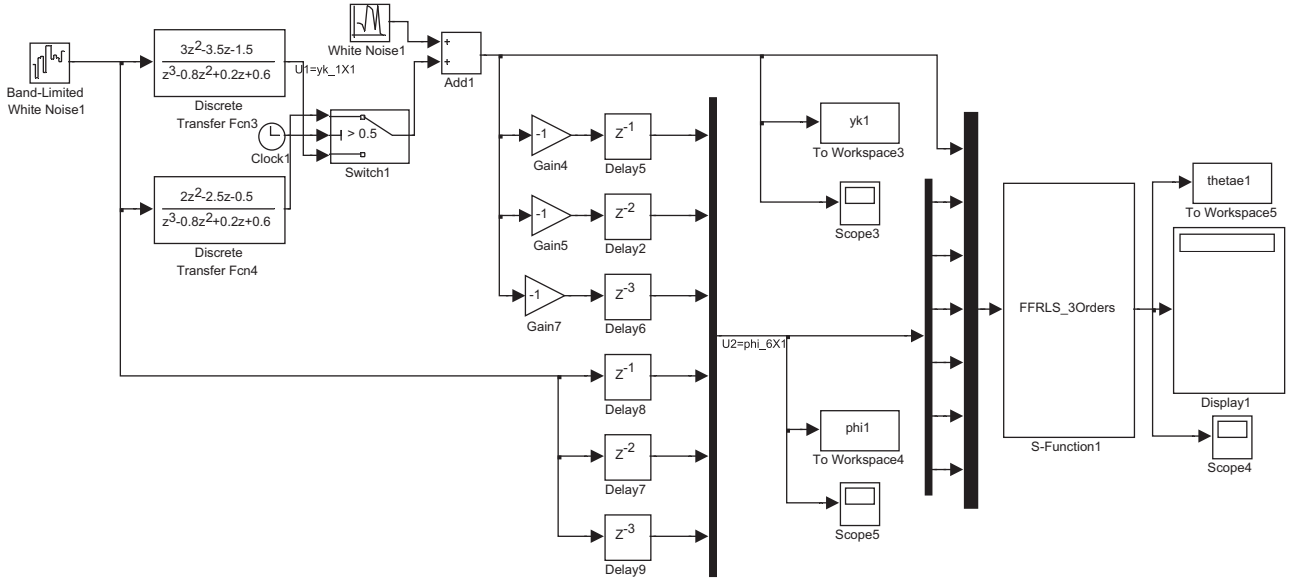 Band-Limited
White Noise1
3z2-3.5z-1.5
z3-0.8z2+0.2z+0.6
Discrete
Transfer Fcn3
U1=yk_1X1
2z2-2.5z-0.5
z3-0.8z2+0.2z+0.6
Discrete
Transfer Fcn4
Clock1
> 0.5
Switch1
White Noise1
+
+
Add1
-1
Gain4
z-1
Delay5
-1
Gain5
z-2
Delay2
-1
Gain7
z-3
Delay6
z-1
Delay8
z-2
Delay7
z-3
Delay9
U2=phi_6X1
yk1
To Workspace3
Scope3
phi1
To Workspace4
Scope5
FFRLS_3Orders
S-Function1
thetae1
To Workspace5
Display1
Scope4